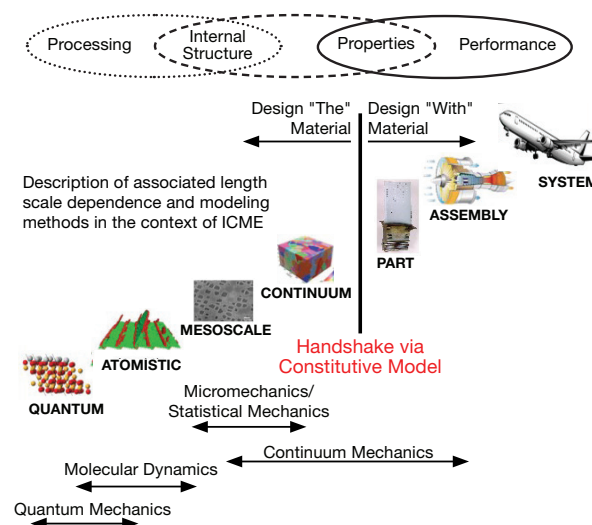 Processing
Internal
Structure
Properties
Performance
Design "The"
Material
Design "With"
Material
SYSTEM
Description of associated length
scale dependence and modeling
methods in the context of ICME
ASSEMBLY
PART
CONTINUUM
MESOSCALE
ATOMISTIC
QUANTUM
Handshake via
Constitutive Model
Micromechanics/
Statistical Mechanics
Continuum Mechanics
Molecular Dynamics
Quantum Mechanics